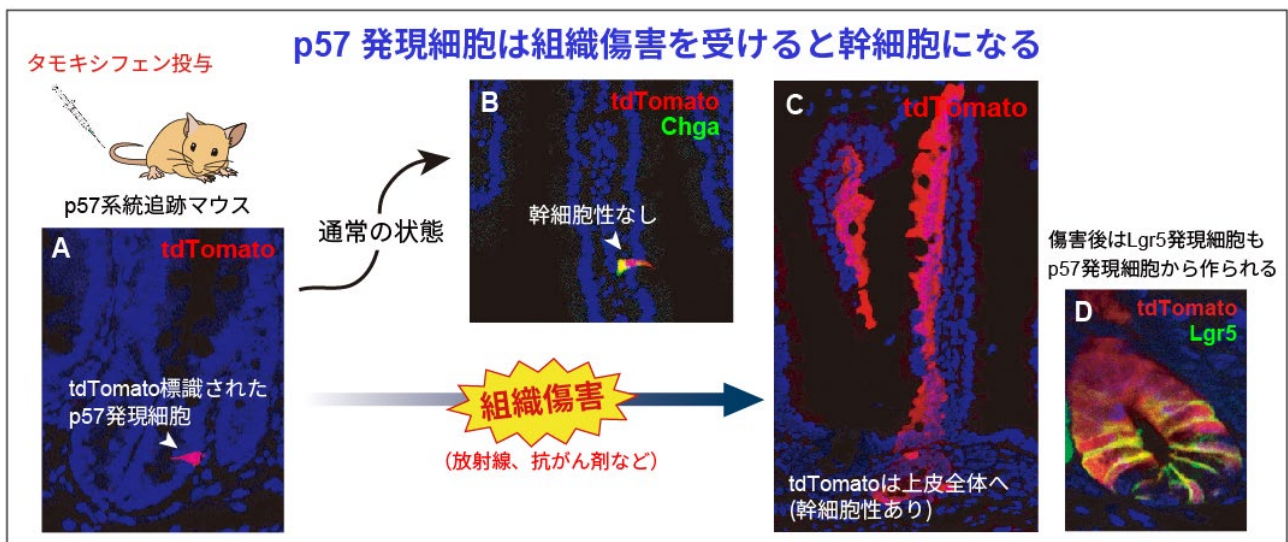 p57 発現細胞は組織傷害を受けると幹細胞になる
タモキシフェン投与
p57系統追跡マウス
A
tdTomato
tdTomato標識された
p57発現細胞
通常の状態
B
tdTomato
Chga
幹細胞性なし
組織傷害
(放射線、抗がん剤など)
C
tdTomato
tdTomatoは上皮全体へ
(幹細胞性あり)
傷害後はLgr5発現細胞も
p57発現細胞から作られる
D
tdTomato
Lgr5